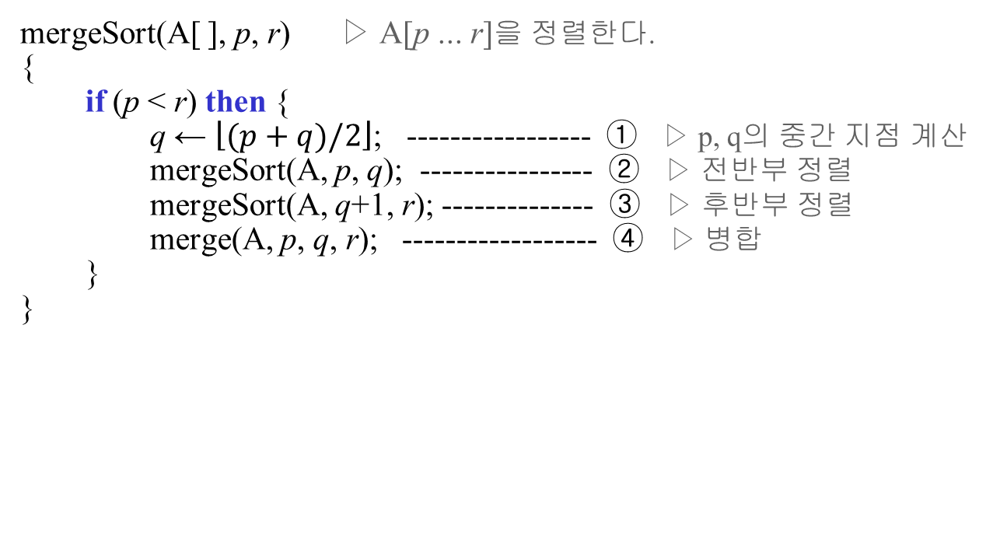 mergeSort(A[ ], p, r) ▷ A[p ... r]을 정렬한다.
{
if (p < r) then {
q ← ⌊(p + q)/2⌋; ----------------- ① ▷ p, q의 중간 지점 계산
mergeSort(A, p, q); ---------------- ② ▷ 전반부 정렬
mergeSort(A, q+1, r); -------------- ③ ▷ 후반부 정렬
merge(A, p, q, r); ------------------ ④ ▷ 병합
}
}